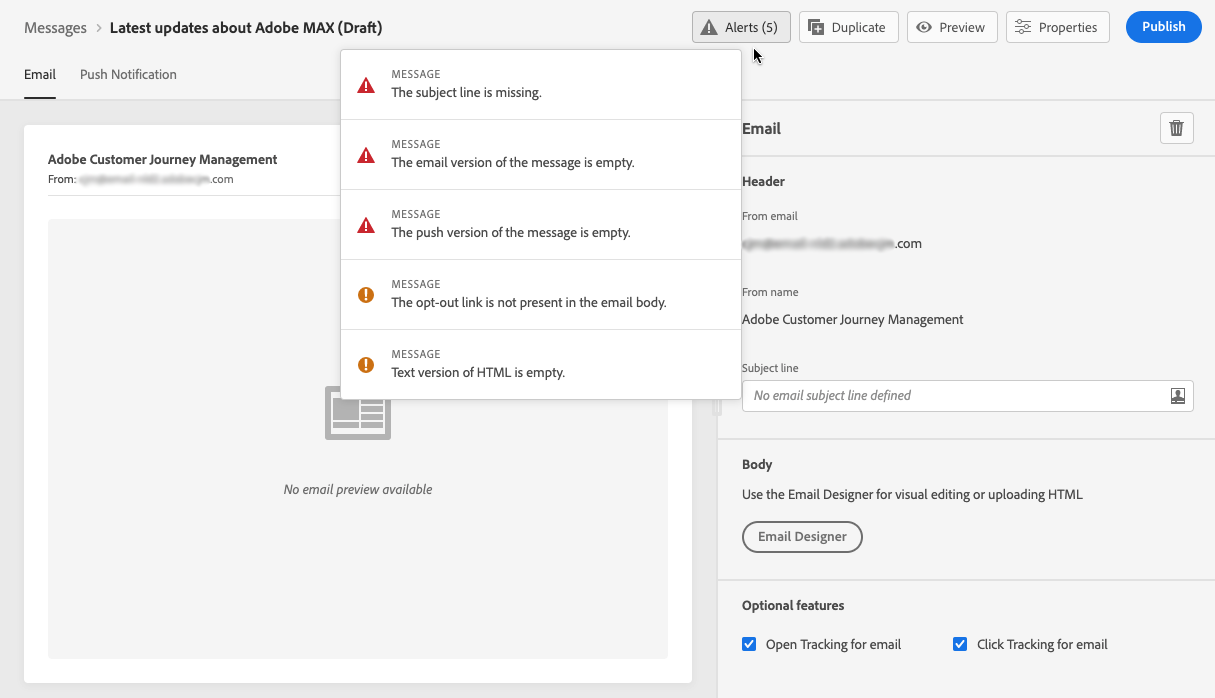 Messages > Latest updates about Adobe MAX (Draft)
Alerts (5)
Duplicate
Preview
Properties
Publish
Email
Push Notification
MESSAGE
The subject line is missing.
MESSAGE
The email version of the message is empty.
MESSAGE
The push version of the message is empty.
MESSAGE
The opt-out link is not present in the email body.
MESSAGE
Text version of HTML is empty.
Adobe Customer Journey Management
From: .com
No email preview available
Email
Header
From email
.com
From name
Adobe Customer Journey Management
Subject line
No email subject line defined
Body
Use the Email Designer for visual editing or uploading HTML
Email Designer
Optional features
Open Tracking for email
Click Tracking for email